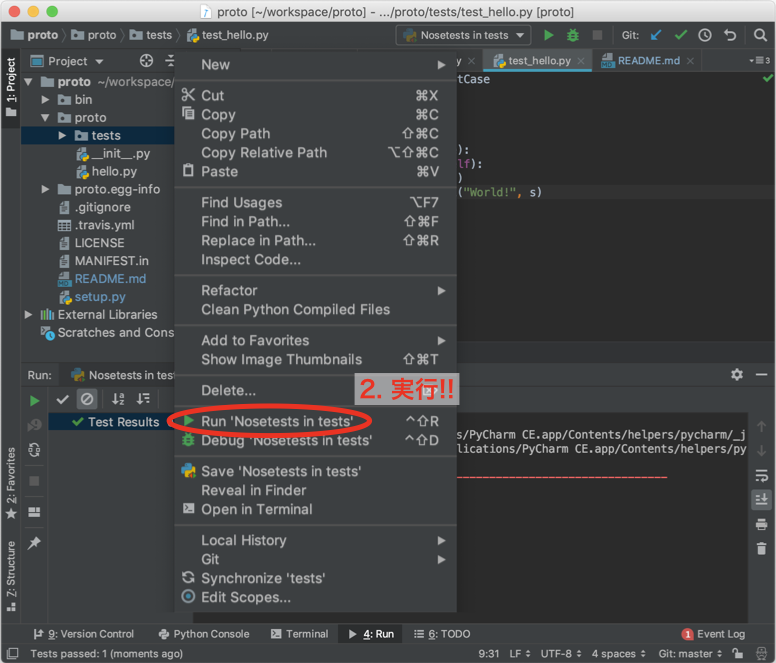 proto [~/workspace/proto] - .../proto/tests/test_hello.py [proto]
proto proto tests test_hello.py Nosetests in tests Git:
1: Project
Project
test_hello.py README.md 3
proto ~/workspace/
bin
proto
tests
__init__.py
hello.py
proto.egg-info
.gitignore
.travis.yml
LICENSE
MANIFEST.in
README.md
setup.py
External Libraries
Scratches and Cons
tCase
):
lf):
)
("World!", s)
New
Cut ⌘X
Copy ⌘C
Copy Path ⇧⌘C
Copy Relative Path ⌥⇧⌘C
Paste ⌘V
Find Usages ⌥F7
Find in Path... ⇧⌘F
Replace in Path... ⇧⌘R
Inspect Code...
Refactor
Clean Python Compiled Files
Add to Favorites
Show Image Thumbnails ⇧⌘T
Delete...
2. 実行!!
Run 'Nosetests in tests' ^⇧R
Debug 'Nosetests in tests' ^⇧D
Save 'Nosetests in tests'
Reveal in Finder
Open in Terminal
Local History
Git
Synchronize 'tests'
Edit Scopes...
Run: Nosetests in test
Test Results
s/PyCharm CE.app/Contents/helpers/pycharm/_j
plications/PyCharm CE.app/Contents/helpers/py
2: Favorites
Z: Structure
9: Version Control Python Console Terminal 4: Run 6: TODO 1 Event Log
Tests passed: 1 (moments ago) 9:31 LF UTF-8 4 spaces Git: master